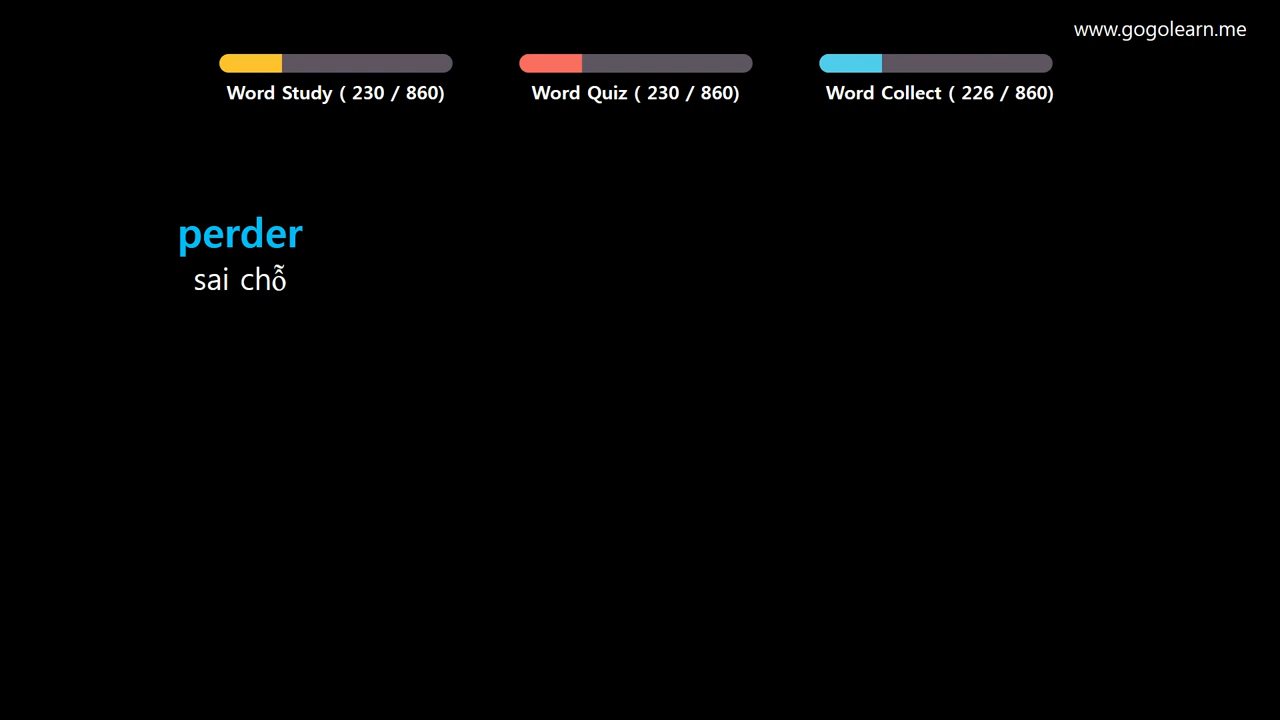 www.gogolearn.me
Word Study ( 230 / 860)
Word Quiz ( 230 / 860)
Word Collect ( 226 / 860)
perder
sai chỗ